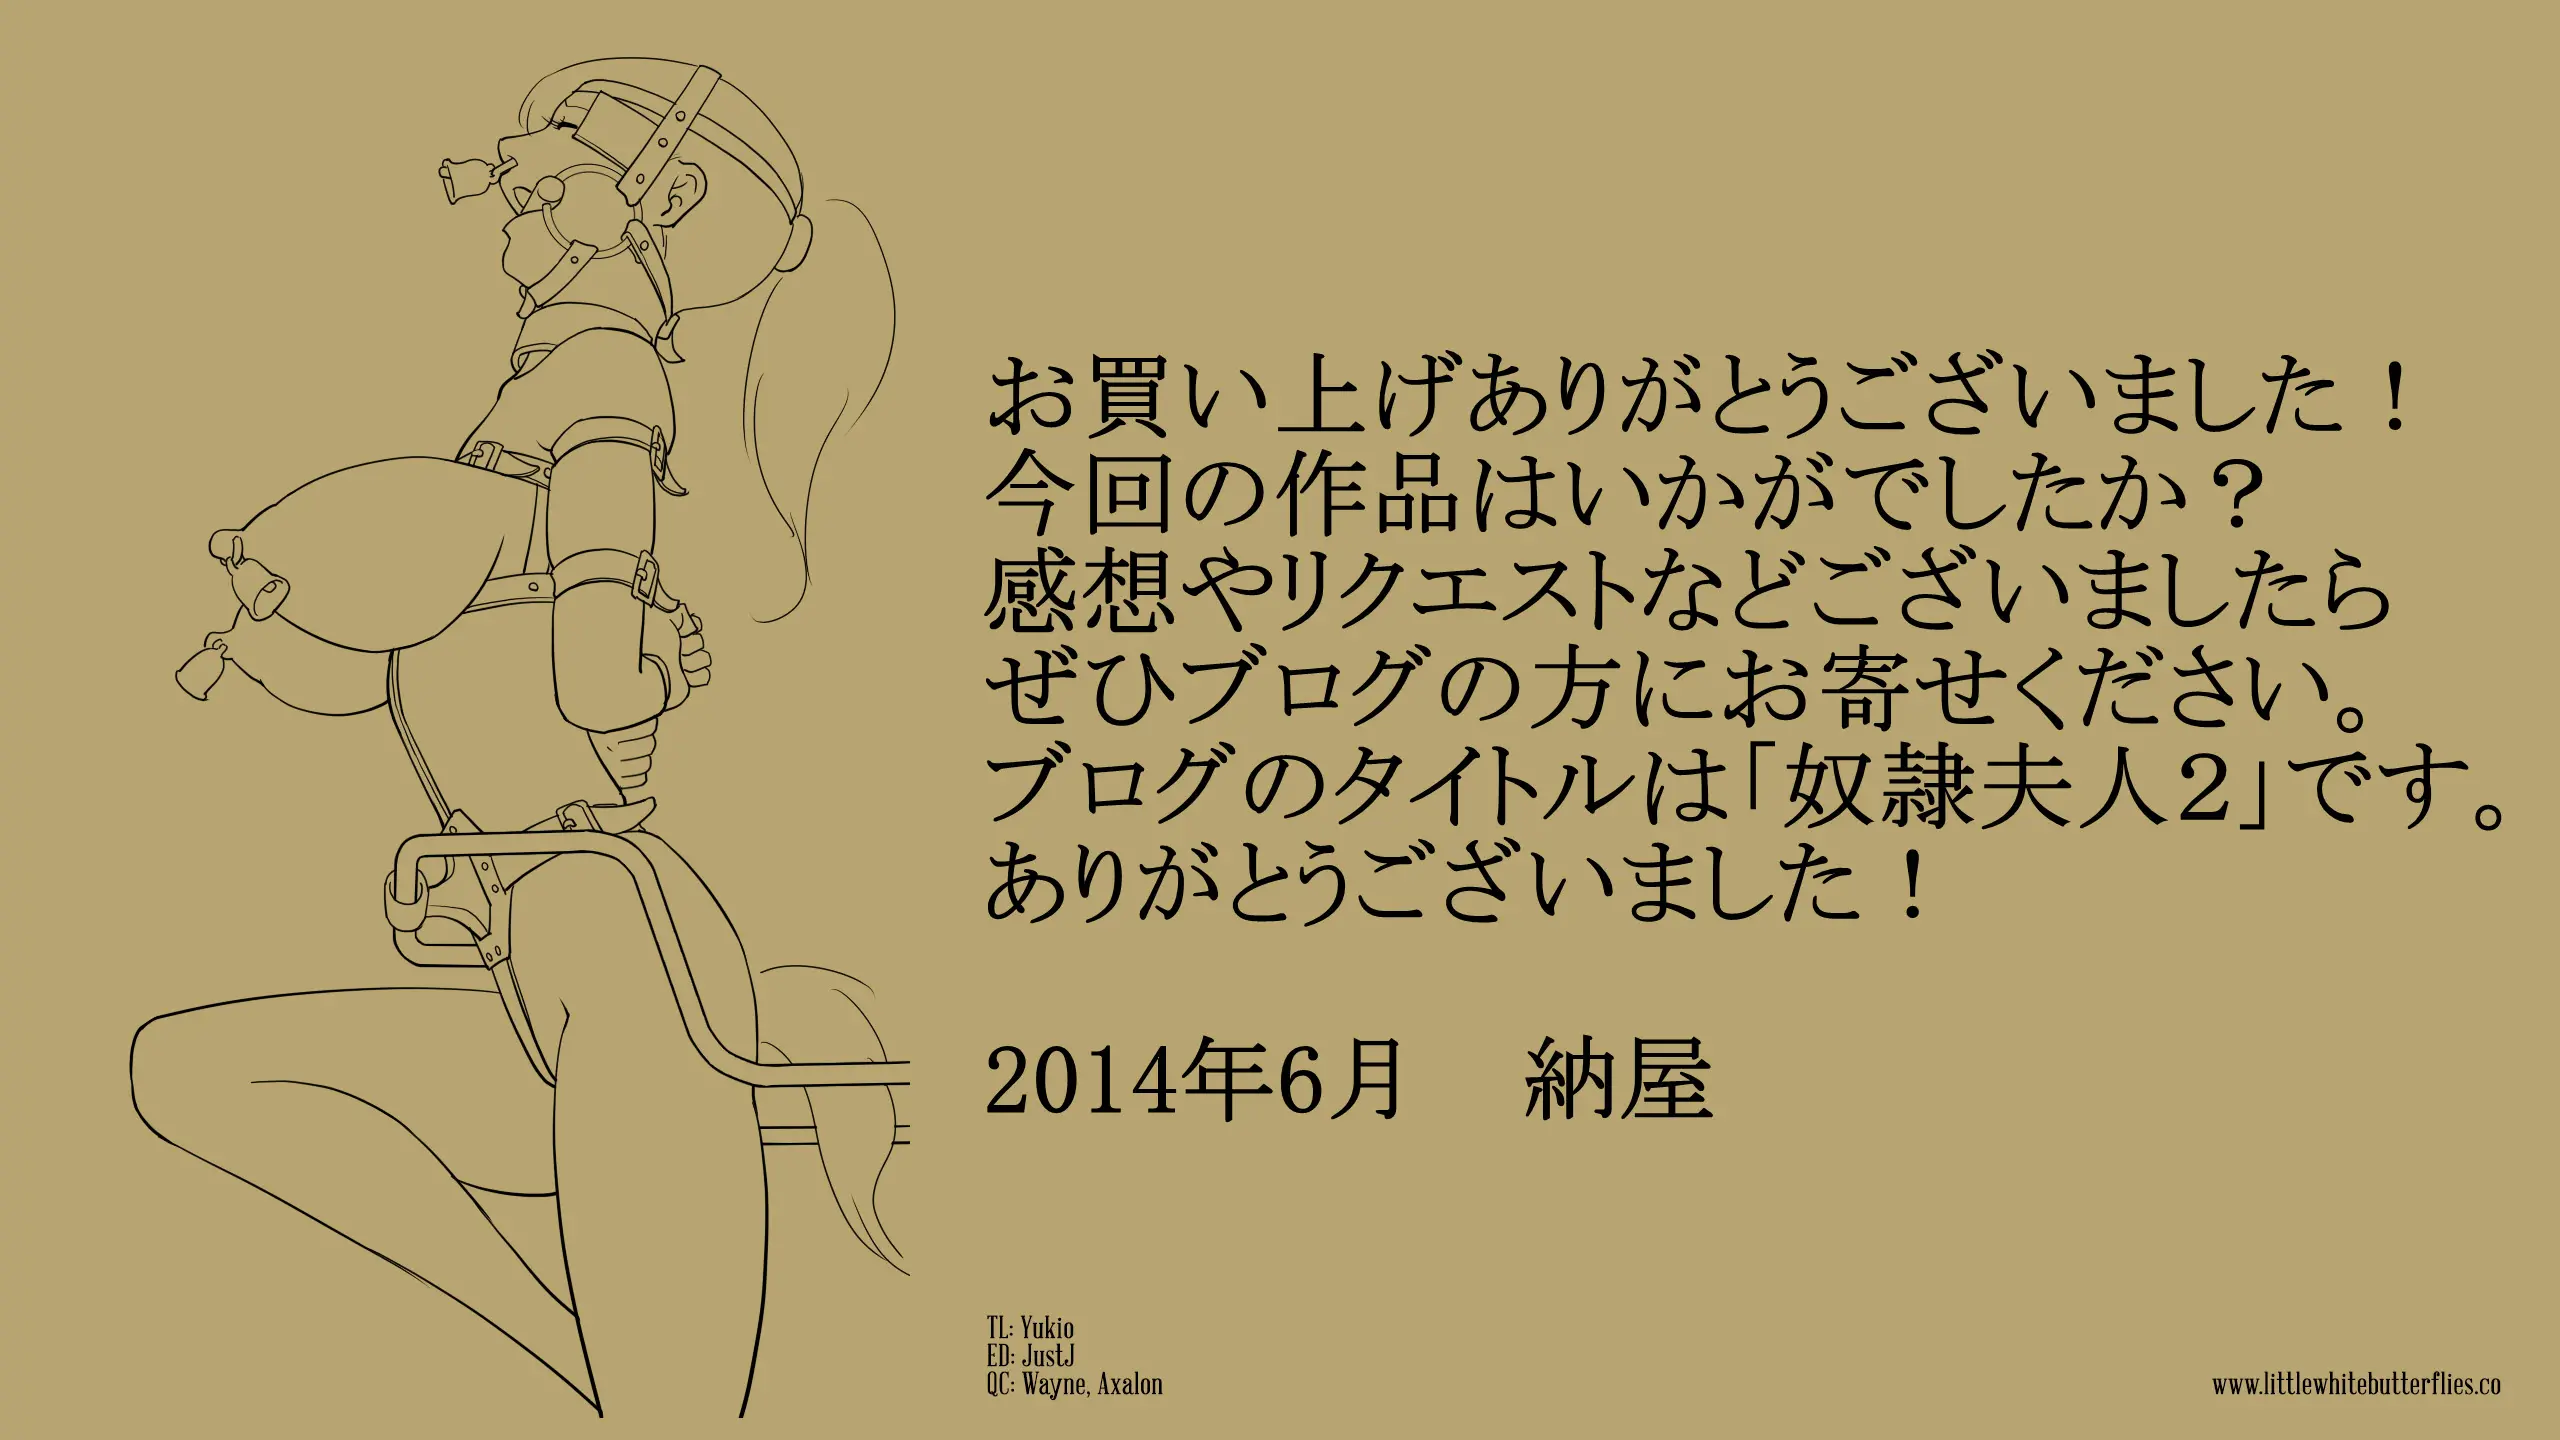 お買い上げありがとうございました！
今回の作品はいかがでしたか？
感想やリクエストなどございましたら
ぜひブログの方にお寄せください。
ブログのタイトルは「奴隷夫人２」です。
ありがとうございました！
2014年6月　納屋
TL: Yukio
ED: JustJ
QC: Wayne, Axalon
www.littlewhitebutterflies.co